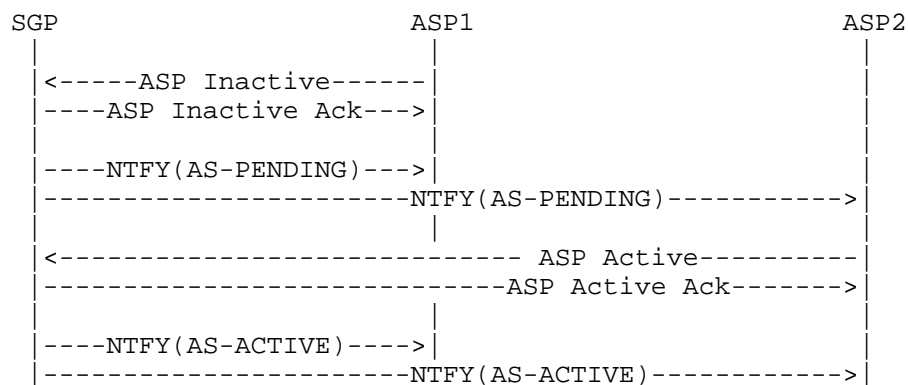 SGP                    ASP1                      ASP2
 |                       |                         |
 |<-----ASP Inactive------|                         |
 |----ASP Inactive Ack--->|                         |
 |                       |                         |
 |----NTFY(AS-PENDING)--->|                         |
 |-----------------------NTFY(AS-PENDING)----------->|
 |                       |                         |
 |<------------------------------ ASP Active----------|
 |-----------------------------ASP Active Ack------->|
 |                       |                         |
 |----NTFY(AS-ACTIVE)---->|                         |
 |-----------------------NTFY(AS-ACTIVE)------------>|